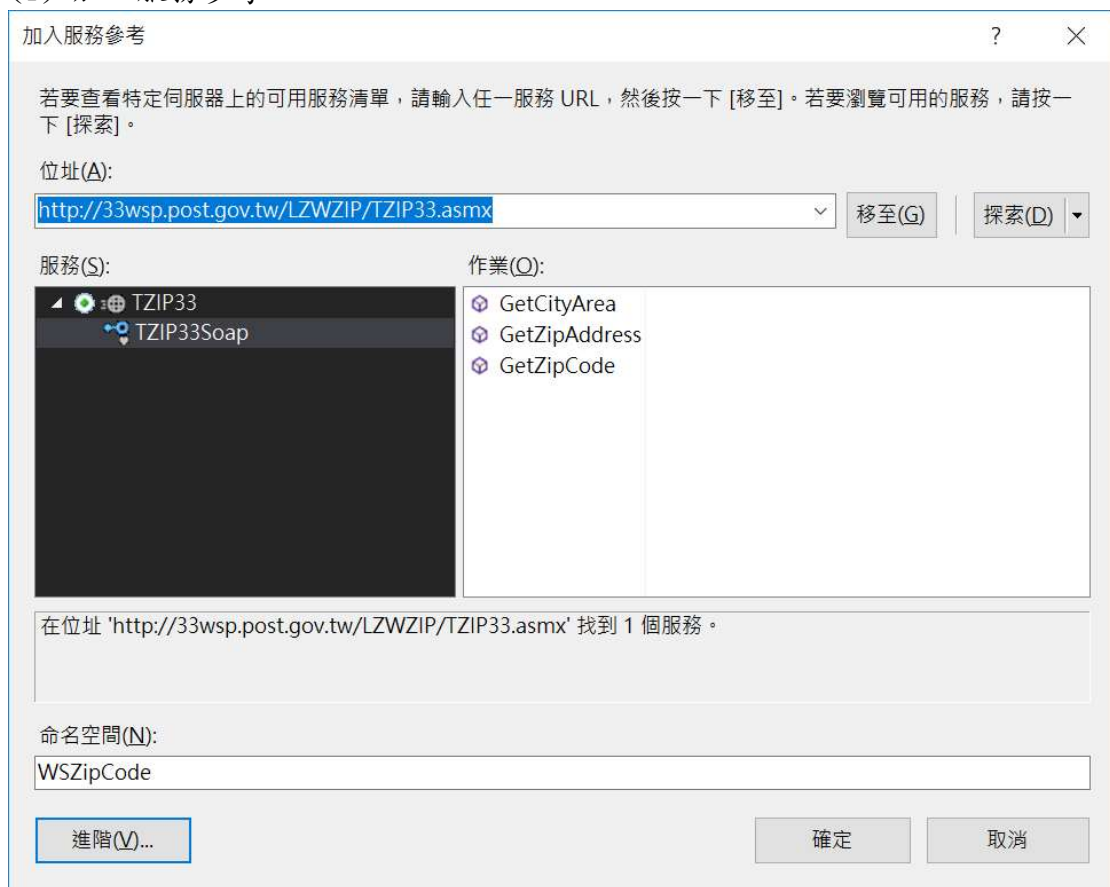 加入服務參考
?
若要查看特定伺服器上的可用服務清單，請輸入任一服務 URL，然後按一下 [移至]。若要瀏覽可用的服務，請按一
下 [探索]。
位址(A):
http://33wsp.post.gov.tw/LZWZIP/TZIP33.asmx
移至(G)
探索(D)
服務(S):
作業(O):
TZIP33
TZIP33Soap
GetCityArea
GetZipAddress
GetZipCode
在位址 'http://33wsp.post.gov.tw/LZWZIP/TZIP33.asmx' 找到 1 個服務。
命名空間(N):
WSZipCode
進階(V)...
確定
取消